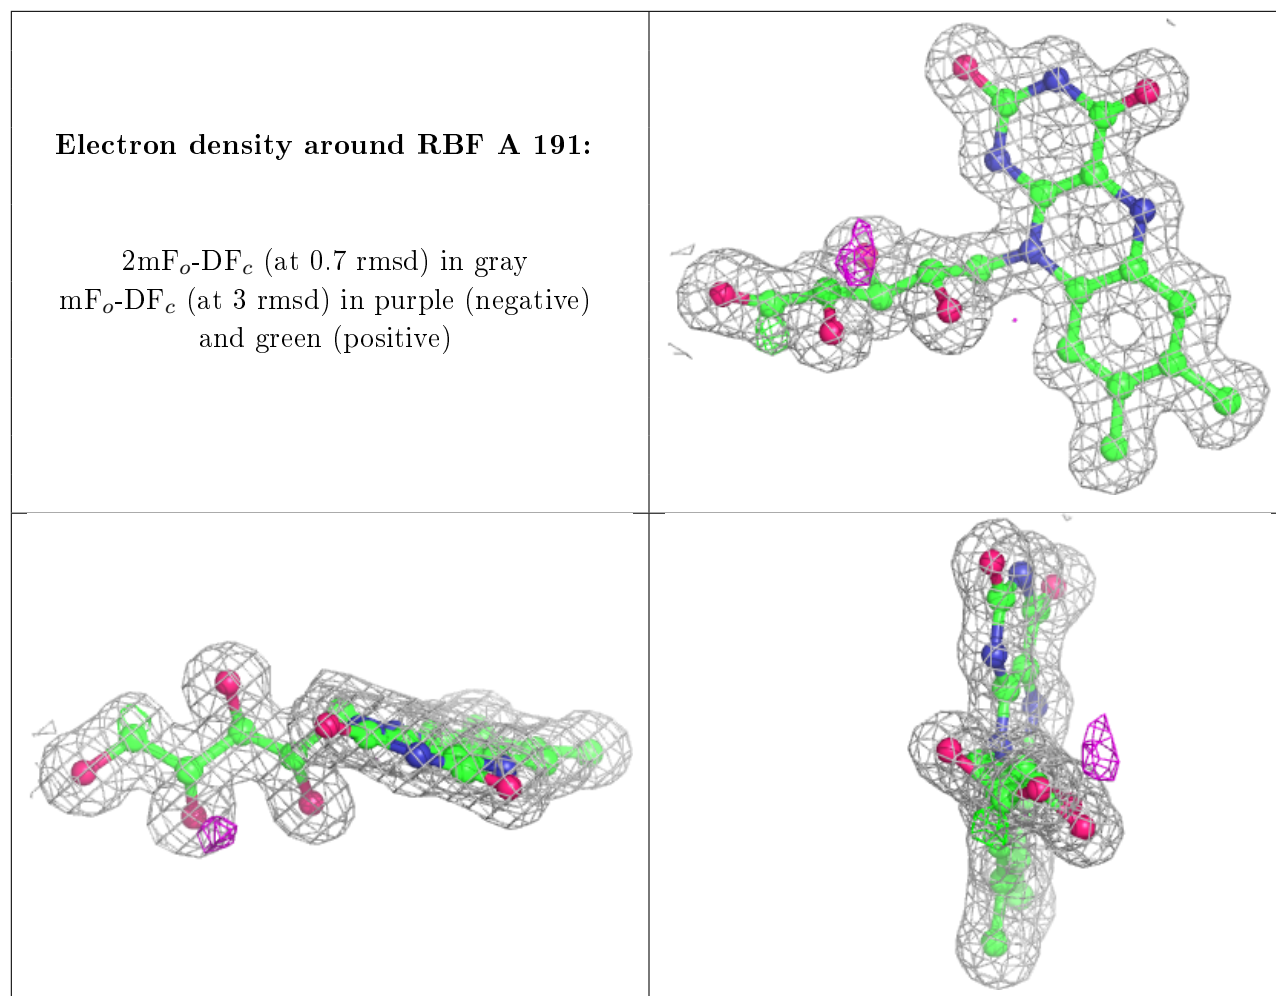 Electron density around RBF A 191:
2mFₒ-DF𝒸 (at 0.7 rmsd) in gray
mFₒ-DF𝒸 (at 3 rmsd) in purple (negative)
and green (positive)